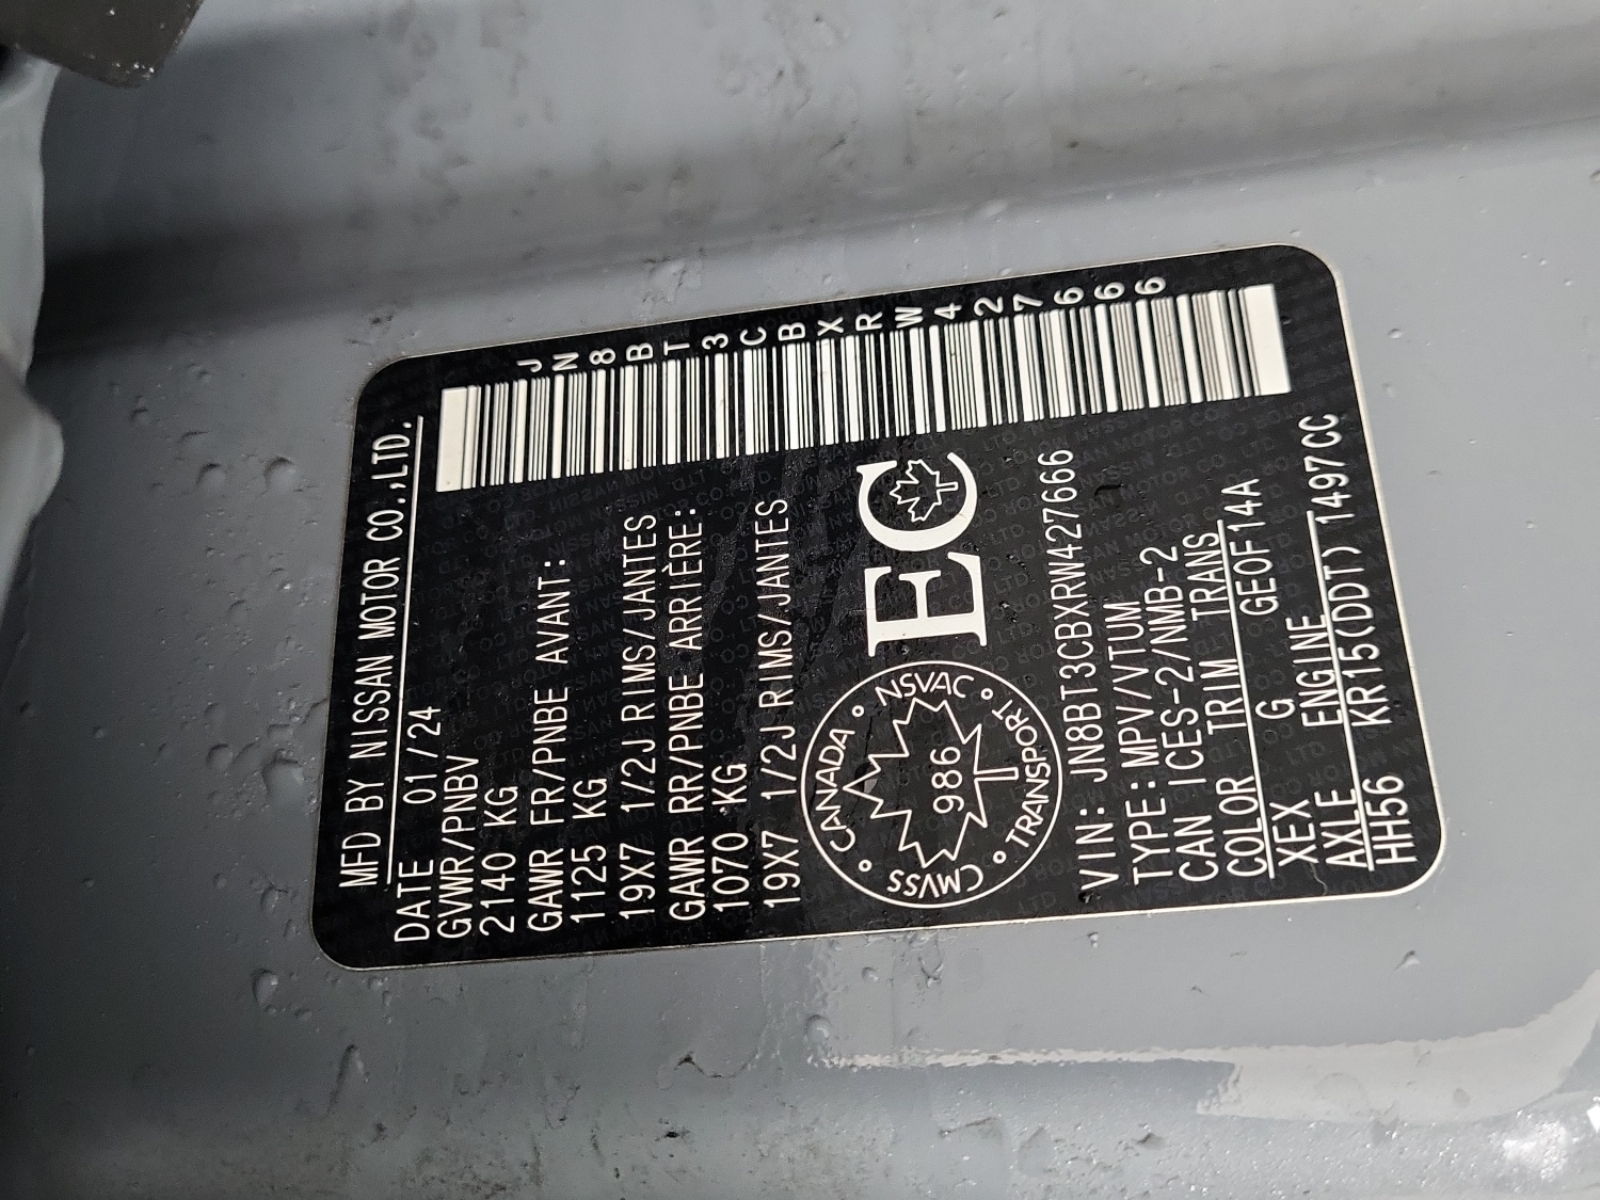 MFD BY NISSAN MOTOR CO.,LTD.
DATE 01/24
GVWR/PNBV
2140 KG
GAWR FR/PNBE AVANT:
1125 KG
19X7 1/2J RIMS/JANTES
GAWR RR/PNBE ARRIÈRE:
1070 KG
19X7 1/2J RIMS/JANTES
JN8BT3CBXRW427666
CMVSS CANADA NSVAC TRANSPORT
986
EC
VIN: JN8BT3CBXRW427666
TYPE:MPV/VTUM
CAN ICES-2/NMB-2
COLOR TRIM TRANS
XEX G GE0F14A
AXLE ENGINE
HH56 KR15(DDT) 1497CC